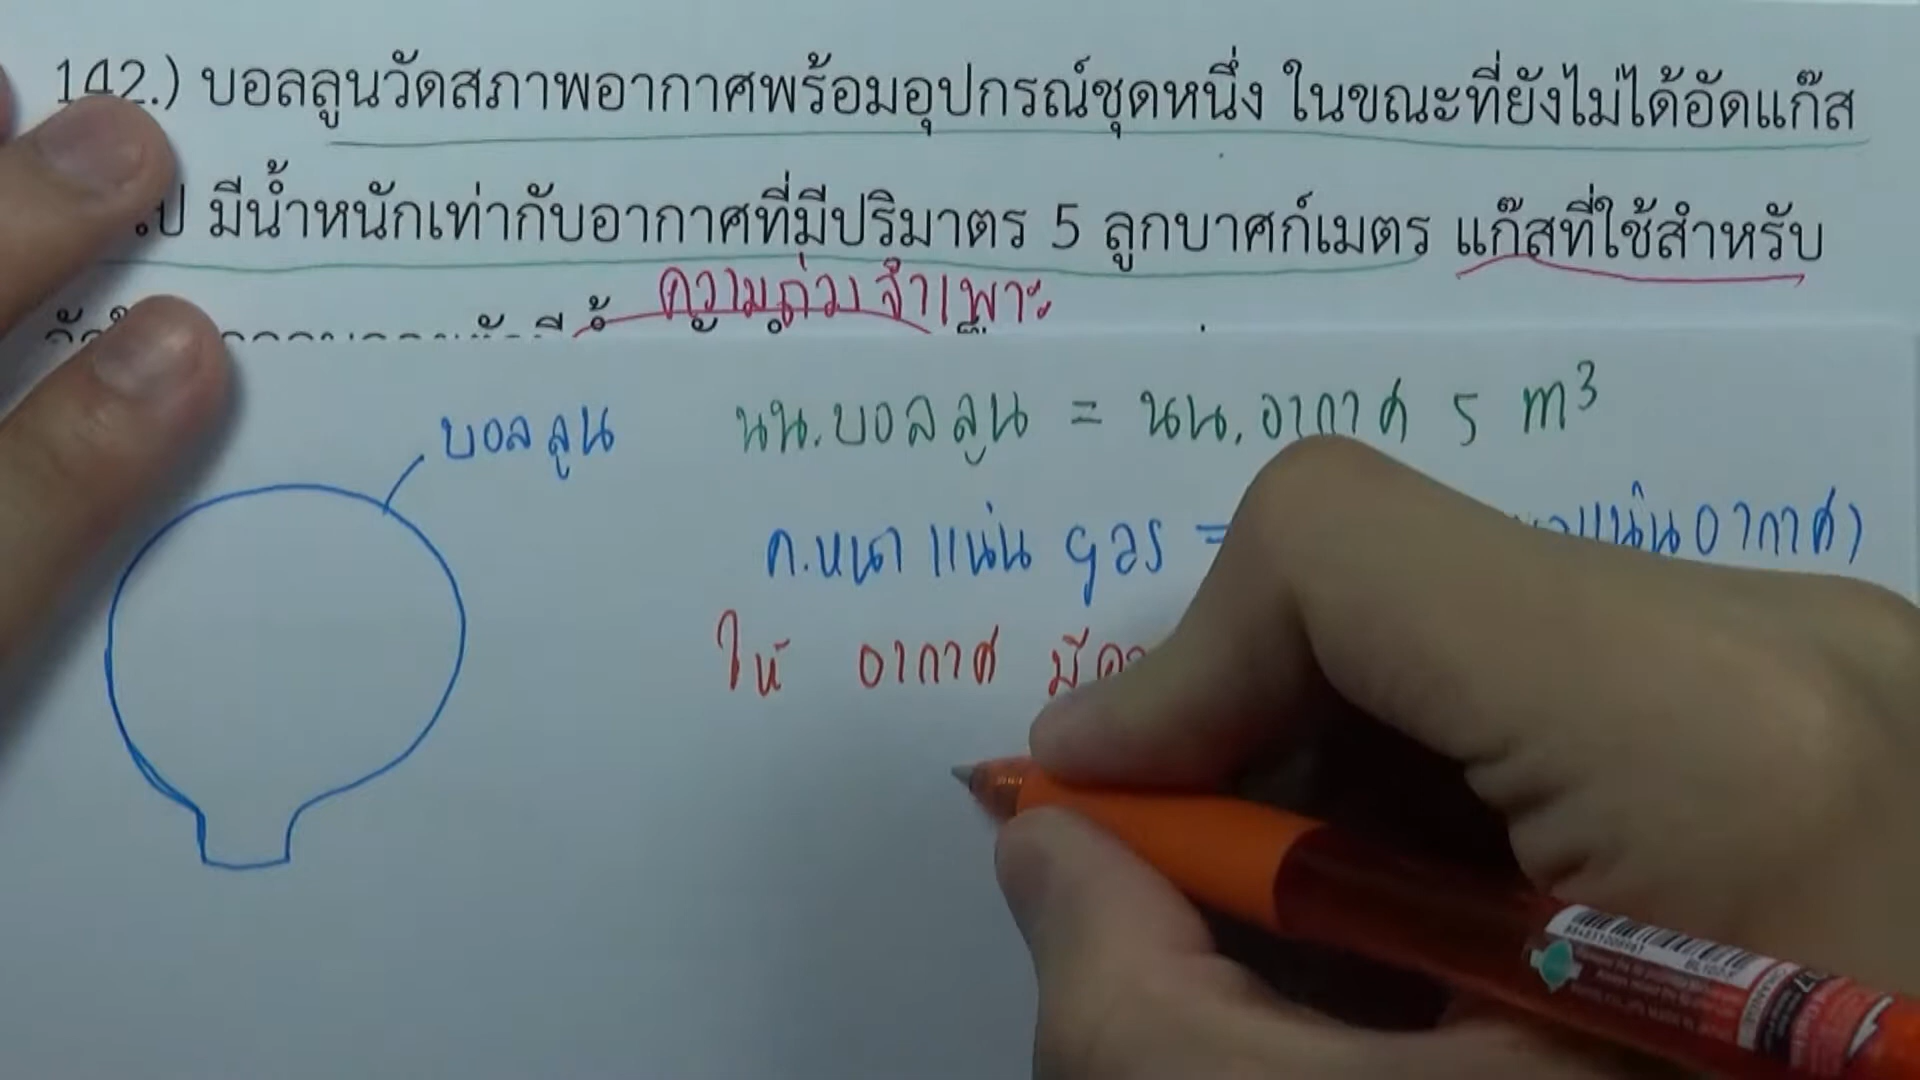 142.) บอลลูนวัดสภาพอากาศพร้อมอุปกรณ์ชุดหนึ่ง ในขณะที่ยังไม่ได้อัดแก๊ส
มีน้ำหนักเท่ากับอากาศที่มีปริมาตร 5 ลูกบาศก์เมตร แก๊สที่ใช้สำหรับ
ความถ่วงจำเพาะ
บอลลูน
นน.บอลลูน = นน.อากาศ 5 m³
ค.หนาแน่น gas = แน่นอากาศ)
ให้ อากาศ มี